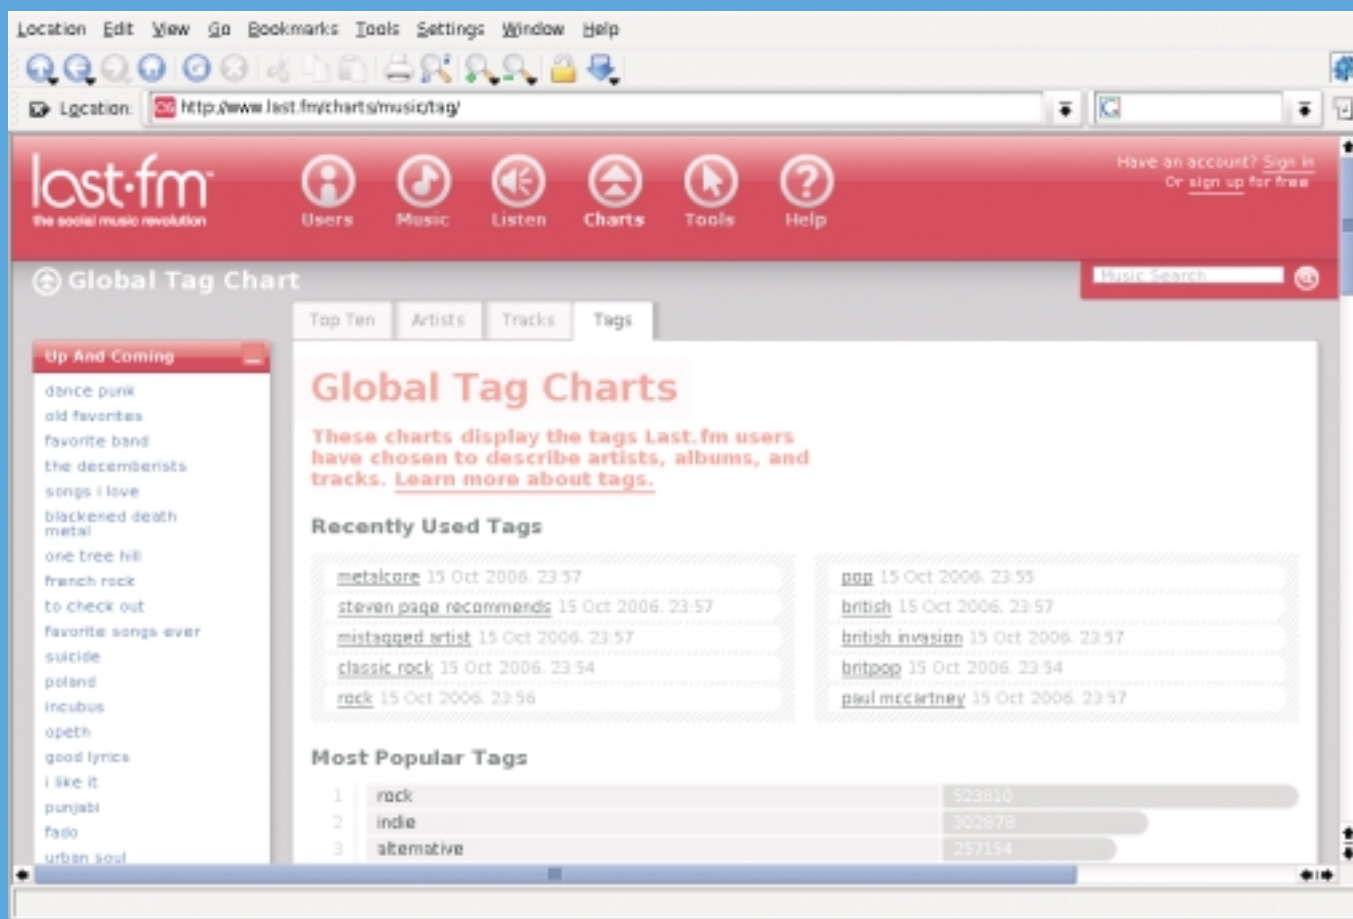 Location Edit View Go Bookmarks Tools Settings Window Help
Location: http://www.last.fm/charts/music/tag/
last.fm
the social music revolution
Users Music Listen Charts Tools Help
Have an account? Sign in
Or sign up for free
Global Tag Chart
Music Search
Top Ten Artists Tracks Tags
Up And Coming
dance punk
old favorites
favorite band
the decemberists
songs i love
blackened death
metal
one tree hill
french rock
to check out
favorite songs ever
suicide
poland
incubus
opeth
good lyrics
i like it
punjabi
fado
urban soul
Global Tag Charts
These charts display the tags Last.fm users
have chosen to describe artists, albums, and
tracks. Learn more about tags.
Recently Used Tags
metalcore 15 Oct 2006, 23:57
steven page recommends 15 Oct 2006, 23:57
mistagged artist 15 Oct 2006, 23:57
classic rock 15 Oct 2006, 23:54
rock 15 Oct 2006, 23:56
pop 15 Oct 2006, 23:55
british 15 Oct 2006, 23:57
british invasion 15 Oct 2006, 23:57
britpop 15 Oct 2006, 23:54
paul mccartney 15 Oct 2006, 23:57
Most Popular Tags
1 rock 523810
2 indie 302878
3 alternative 257154